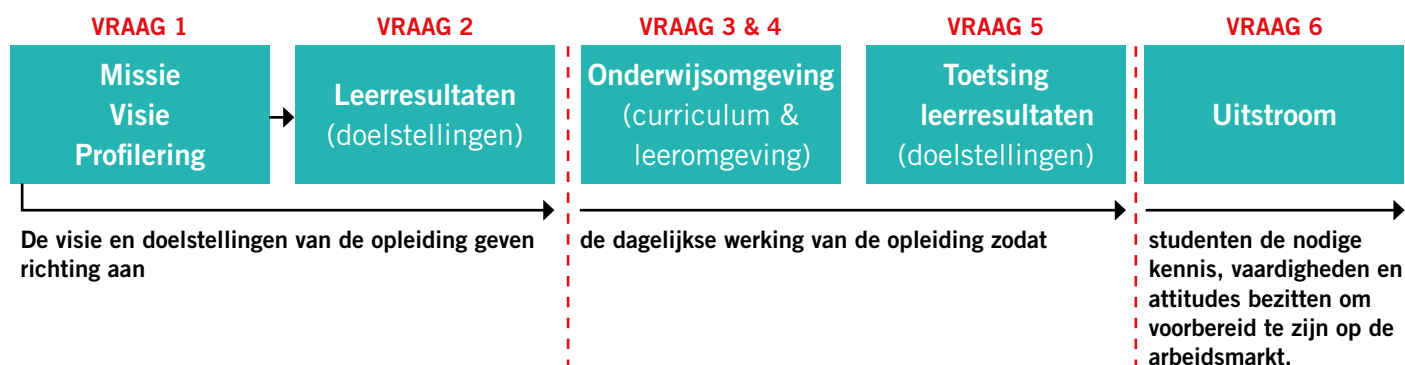 VRAAG 1
VRAAG 2
VRAAG 3 & 4
VRAAG 5
VRAAG 6
Missie
Visie
Profilering
Leerresultaten
(doelstellingen)
Onderwijsomgeving
(curriculum &
leeromgeving)
Toetsing
leerresultaten
(doelstellingen)
Uitstroom
De visie en doelstellingen van de opleiding geven
richting aan
de dagelijkse werking van de opleiding zodat
studenten de nodige
kennis, vaardigheden en
attitudes bezitten om
voorbereid te zijn op de
arbeidsmarkt.